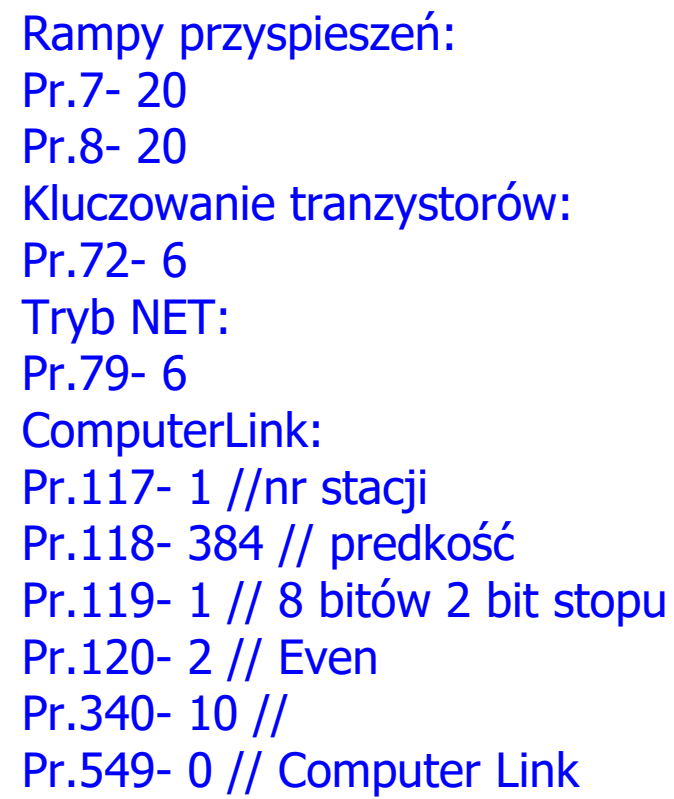 Rampy przyspieszeń:
Pr.7- 20
Pr.8- 20
Kluczowanie tranzystorów:
Pr.72- 6
Tryb NET:
Pr.79- 6
ComputerLink:
Pr.117- 1 //nr stacji
Pr.118- 384 // predkość
Pr.119- 1 // 8 bitów 2 bit stopu
Pr.120- 2 // Even
Pr.340- 10 //
Pr.549- 0 // Computer Link